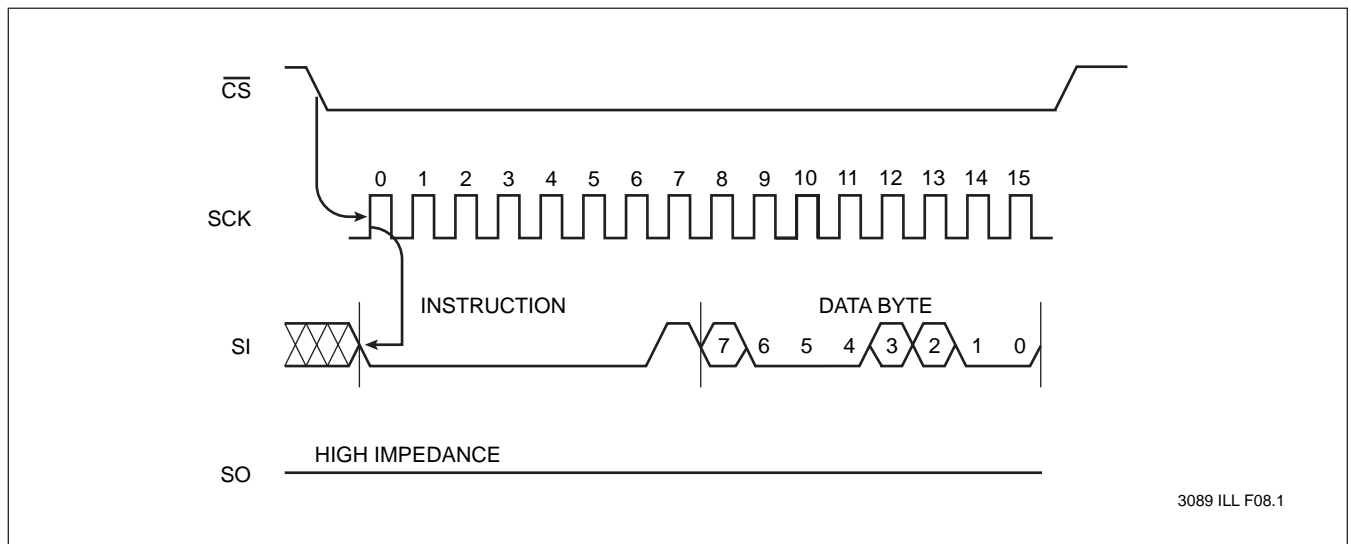 CS
0 1 2 3 4 5 6 7 8 9 10 11 12 13 14 15
SCK
INSTRUCTION DATA BYTE
SI 7 6 5 4 3 2 1 0
HIGH IMPEDANCE
SO
3089 ILL F08.1